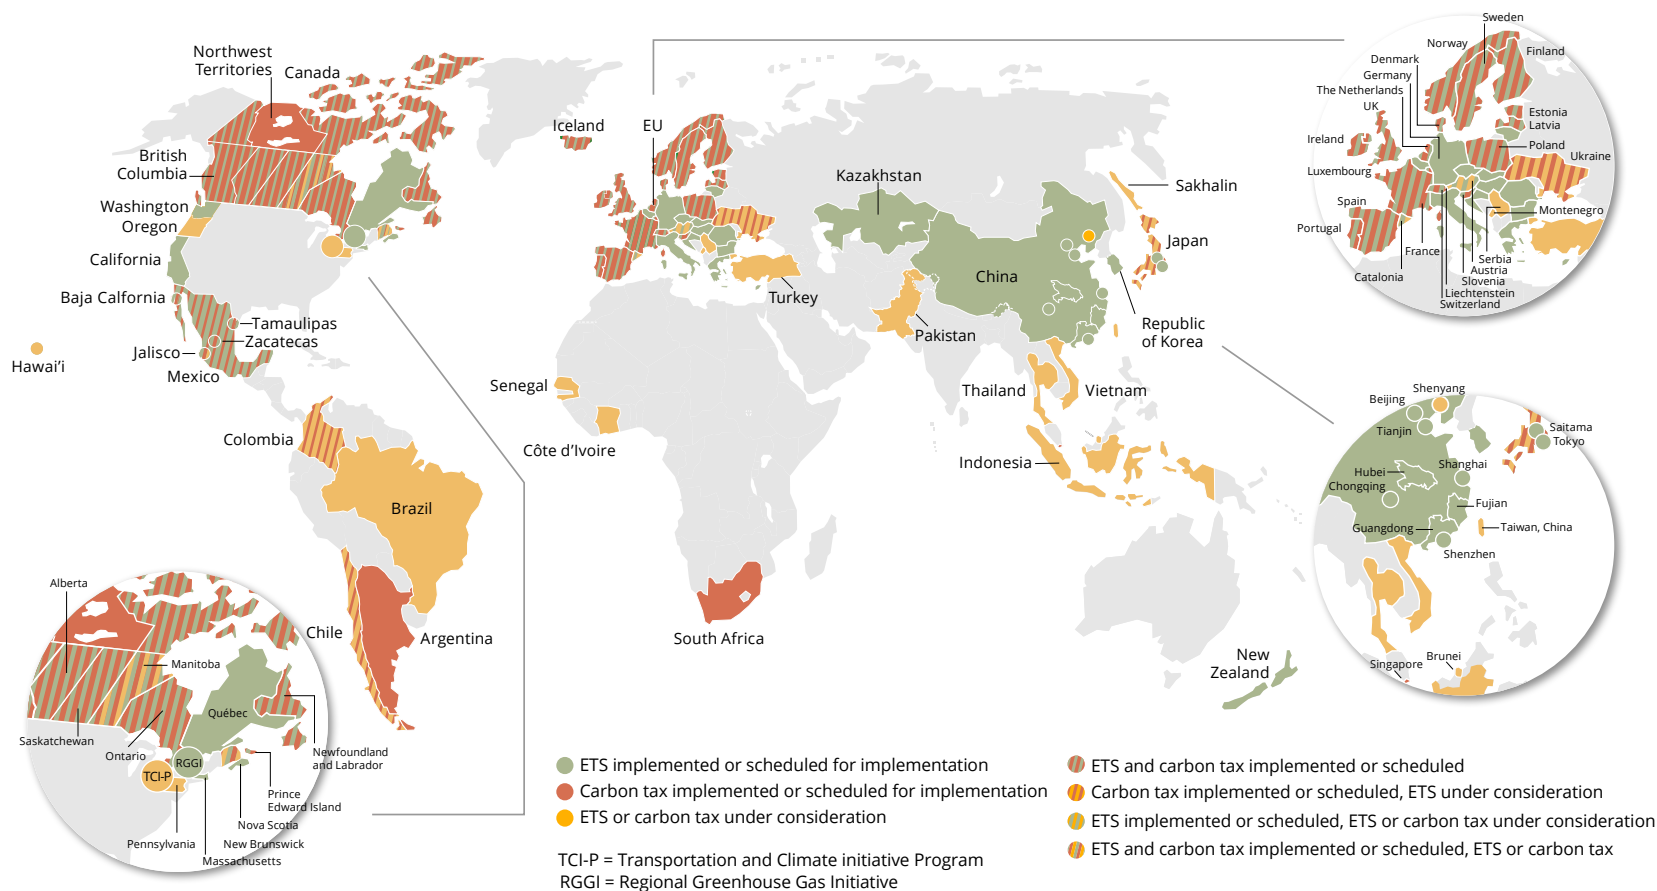 Northwest
Territories
Canada
British
Columbia
Washington
Oregon
California
Baja Calfornia
Tamaulipas
Zacatecas
Jalisco
Mexico
Hawai'i
Colombia
Brazil
Chile
Argentina
Iceland
EU
Kazakhstan
Sakhalin
Japan
China
Turkey
Pakistan
Republic
of Korea
Senegal
Côte d'Ivoire
Thailand
Vietnam
Indonesia
South Africa
New
Zealand
Sweden
Norway
Finland
Denmark
Germany
The Netherlands
UK
Estonia
Latvia
Ireland
Poland
Ukraine
Luxembourg
Spain
Montenegro
Portugal
France
Serbia
Catalonia
Austria
Slovenia
Liechtenstein
Switzerland
Shenyang
Beijing
Tianjin
Saitama
Tokyo
Hubei
Shanghai
Chongqing
Fujian
Guangdong
Taiwan, China
Shenzhen
Singapore
Brunei
Alberta
Manitoba
Québec
Saskatchewan
Ontario
Newfoundland
and Labrador
RGGI
TCI-P
Prince
Edward Island
Nova Scotia
Pennsylvania
New Brunswick
Massachusetts
ETS implemented or scheduled for implementation
Carbon tax implemented or scheduled for implementation
ETS or carbon tax under consideration
TCI-P = Transportation and Climate initiative Program
RGGI = Regional Greenhouse Gas Initiative
ETS and carbon tax implemented or scheduled
Carbon tax implemented or scheduled, ETS under consideration
ETS implemented or scheduled, ETS or carbon tax under consideration
ETS and carbon tax implemented or scheduled, ETS or carbon tax